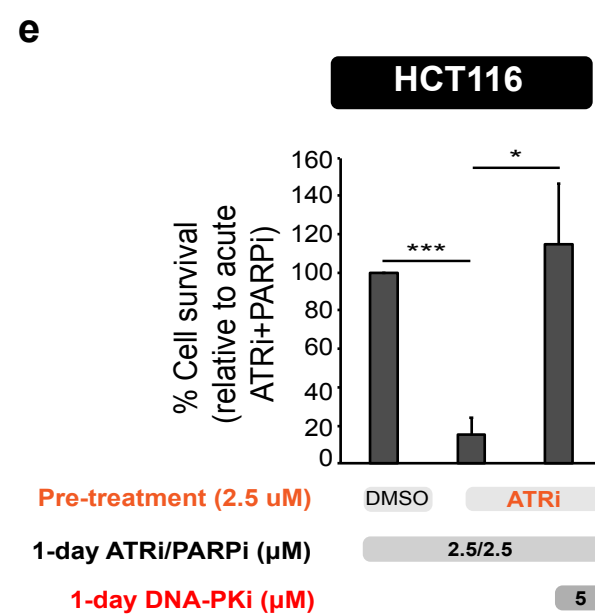 e
HCT116
% Cell survival
(relative to acute
ATRi+PARPi)
160
140
120
100
80
60
40
20
0
***
*
Pre-treatment (2.5 uM)
DMSO
ATRi
1-day ATRi/PARPi (µM)
2.5/2.5
1-day DNA-PKi (µM)
5